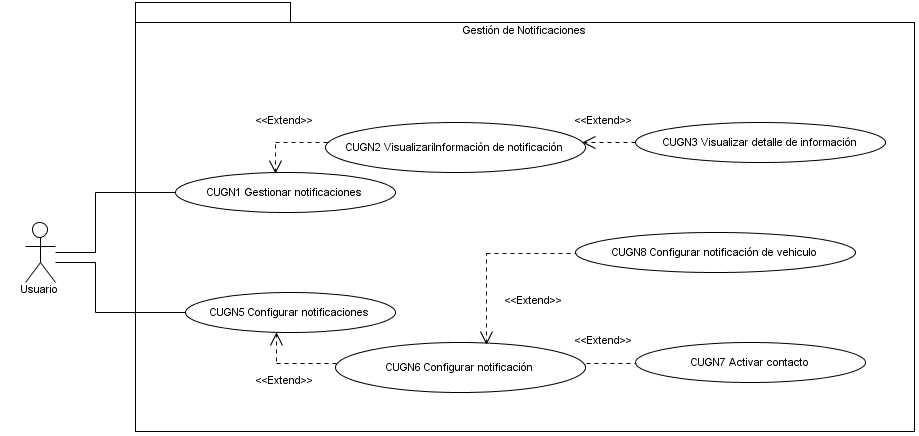 Gestión de Notificaciones
<<Extend>>
<<Extend>>
CUGN2 VisualizariInformación de notificación
CUGN3 Visualizar detalle de información
CUGN1 Gestionar notificaciones
CUGN8 Configurar notificación de vehiculo
Usuario
<<Extend>>
CUGN5 Configurar notificaciones
<<Extend>>
CUGN6 Configurar notificación
CUGN7 Activar contacto
<<Extend>>